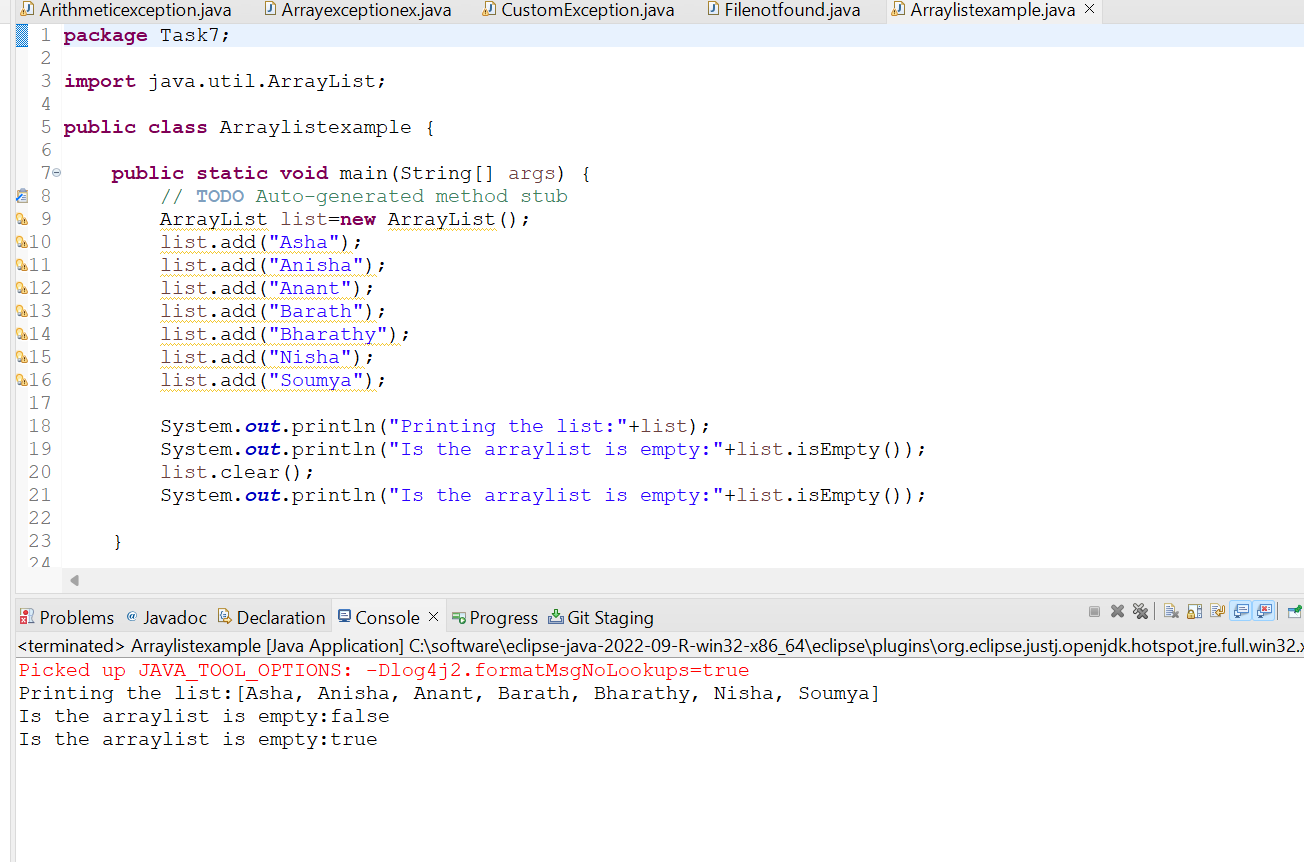 Arithmeticexception.java Arrayexceptionex.java CustomException.java Filenotfound.java Arraylistexample.java
1 package Task7;
2
3 import java.util.ArrayList;
4
5 public class Arraylistexample {
6
7 public static void main(String[] args) {
8 // TODO Auto-generated method stub
9 ArrayList list=new ArrayList();
10 list.add("Asha");
11 list.add("Anisha");
12 list.add("Anant");
13 list.add("Barath");
14 list.add("Bharathy");
15 list.add("Nisha");
16 list.add("Soumya");
17
18 System.out.println("Printing the list:"+list);
19 System.out.println("Is the arraylist is empty:"+list.isEmpty());
20 list.clear();
21 System.out.println("Is the arraylist is empty:"+list.isEmpty());
22
23 }
24
Problems Javadoc Declaration Console Progress Git Staging
<terminated> Arraylistexample [Java Application] C:\software\eclipse-java-2022-09-R-win32-x86_64\eclipse\plugins\org.eclipse.justj.openjdk.hotspot.jre.full.win32.x
Picked up JAVA_TOOL_OPTIONS: -Dlog4j2.formatMsgNoLookups=true
Printing the list:[Asha, Anisha, Anant, Barath, Bharathy, Nisha, Soumya]
Is the arraylist is empty:false
Is the arraylist is empty:true